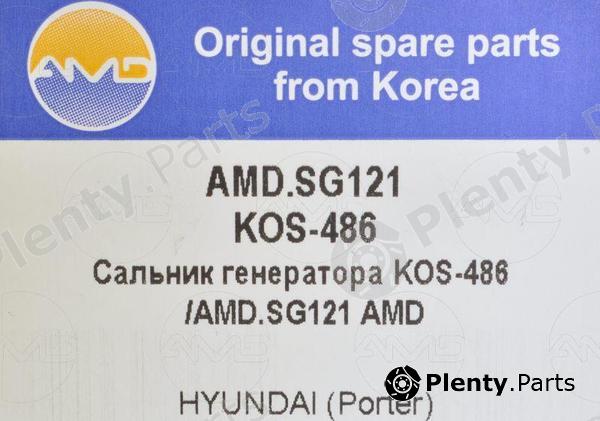 AMD
Original spare parts
from Korea
AMD.SG121
KOS-486
Сальник генератора KOS-486
/AMD.SG121 AMD
HYUNDAI (Porter)
Plenty.Parts